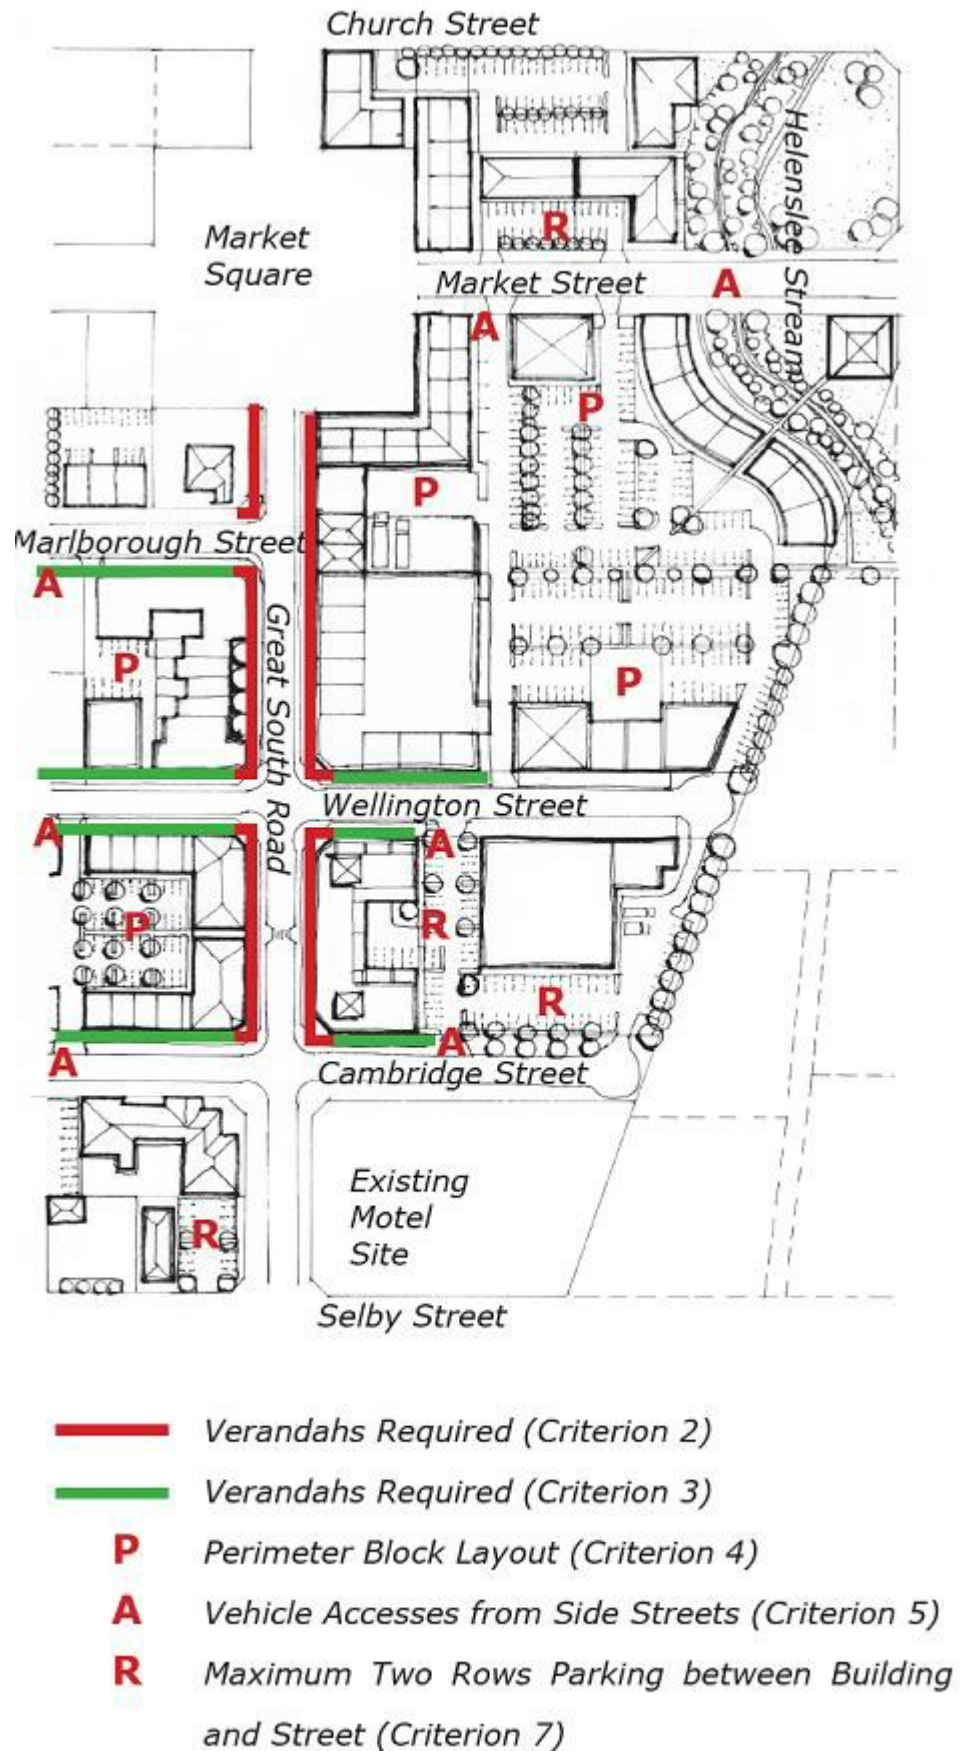 Church Street
Helenslee Stream
R
Market
Square
Market Street
A
A
P
P
Marlborough Street
A
Great South Road
P
P
Wellington Street
A
A
P
R
R
A
A
Cambridge Street
Existing
Motel
Site
R
Selby Street
Verandahs Required (Criterion 2)
Verandahs Required (Criterion 3)
P Perimeter Block Layout (Criterion 4)
A Vehicle Accesses from Side Streets (Criterion 5)
R Maximum Two Rows Parking between Building
and Street (Criterion 7)